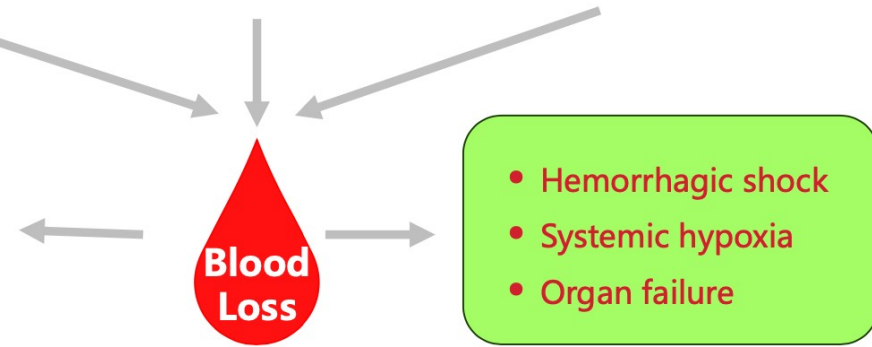 Blood
Loss
• Hemorrhagic shock
• Systemic hypoxia
• Organ failure